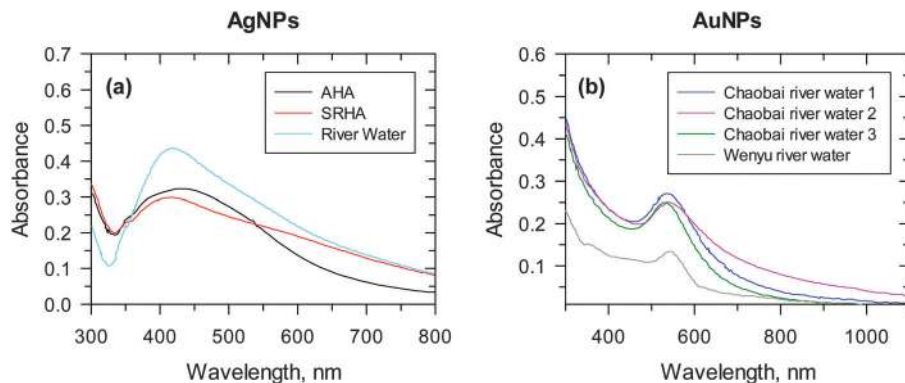 AgNPs
0.7
0.6
0.5
0.4
0.3
0.2
0.1
0.0
Absorbance
(a)
AHA
SRHA
River Water
300 400 500 600 700 800
Wavelength, nm
AuNPs
0.6
0.5
0.4
0.3
0.2
0.1
Absorbance
(b)
Chaobai river water 1
Chaobai river water 2
Chaobai river water 3
Wenyu river water
400 600 800 1000
Wavelength, nm